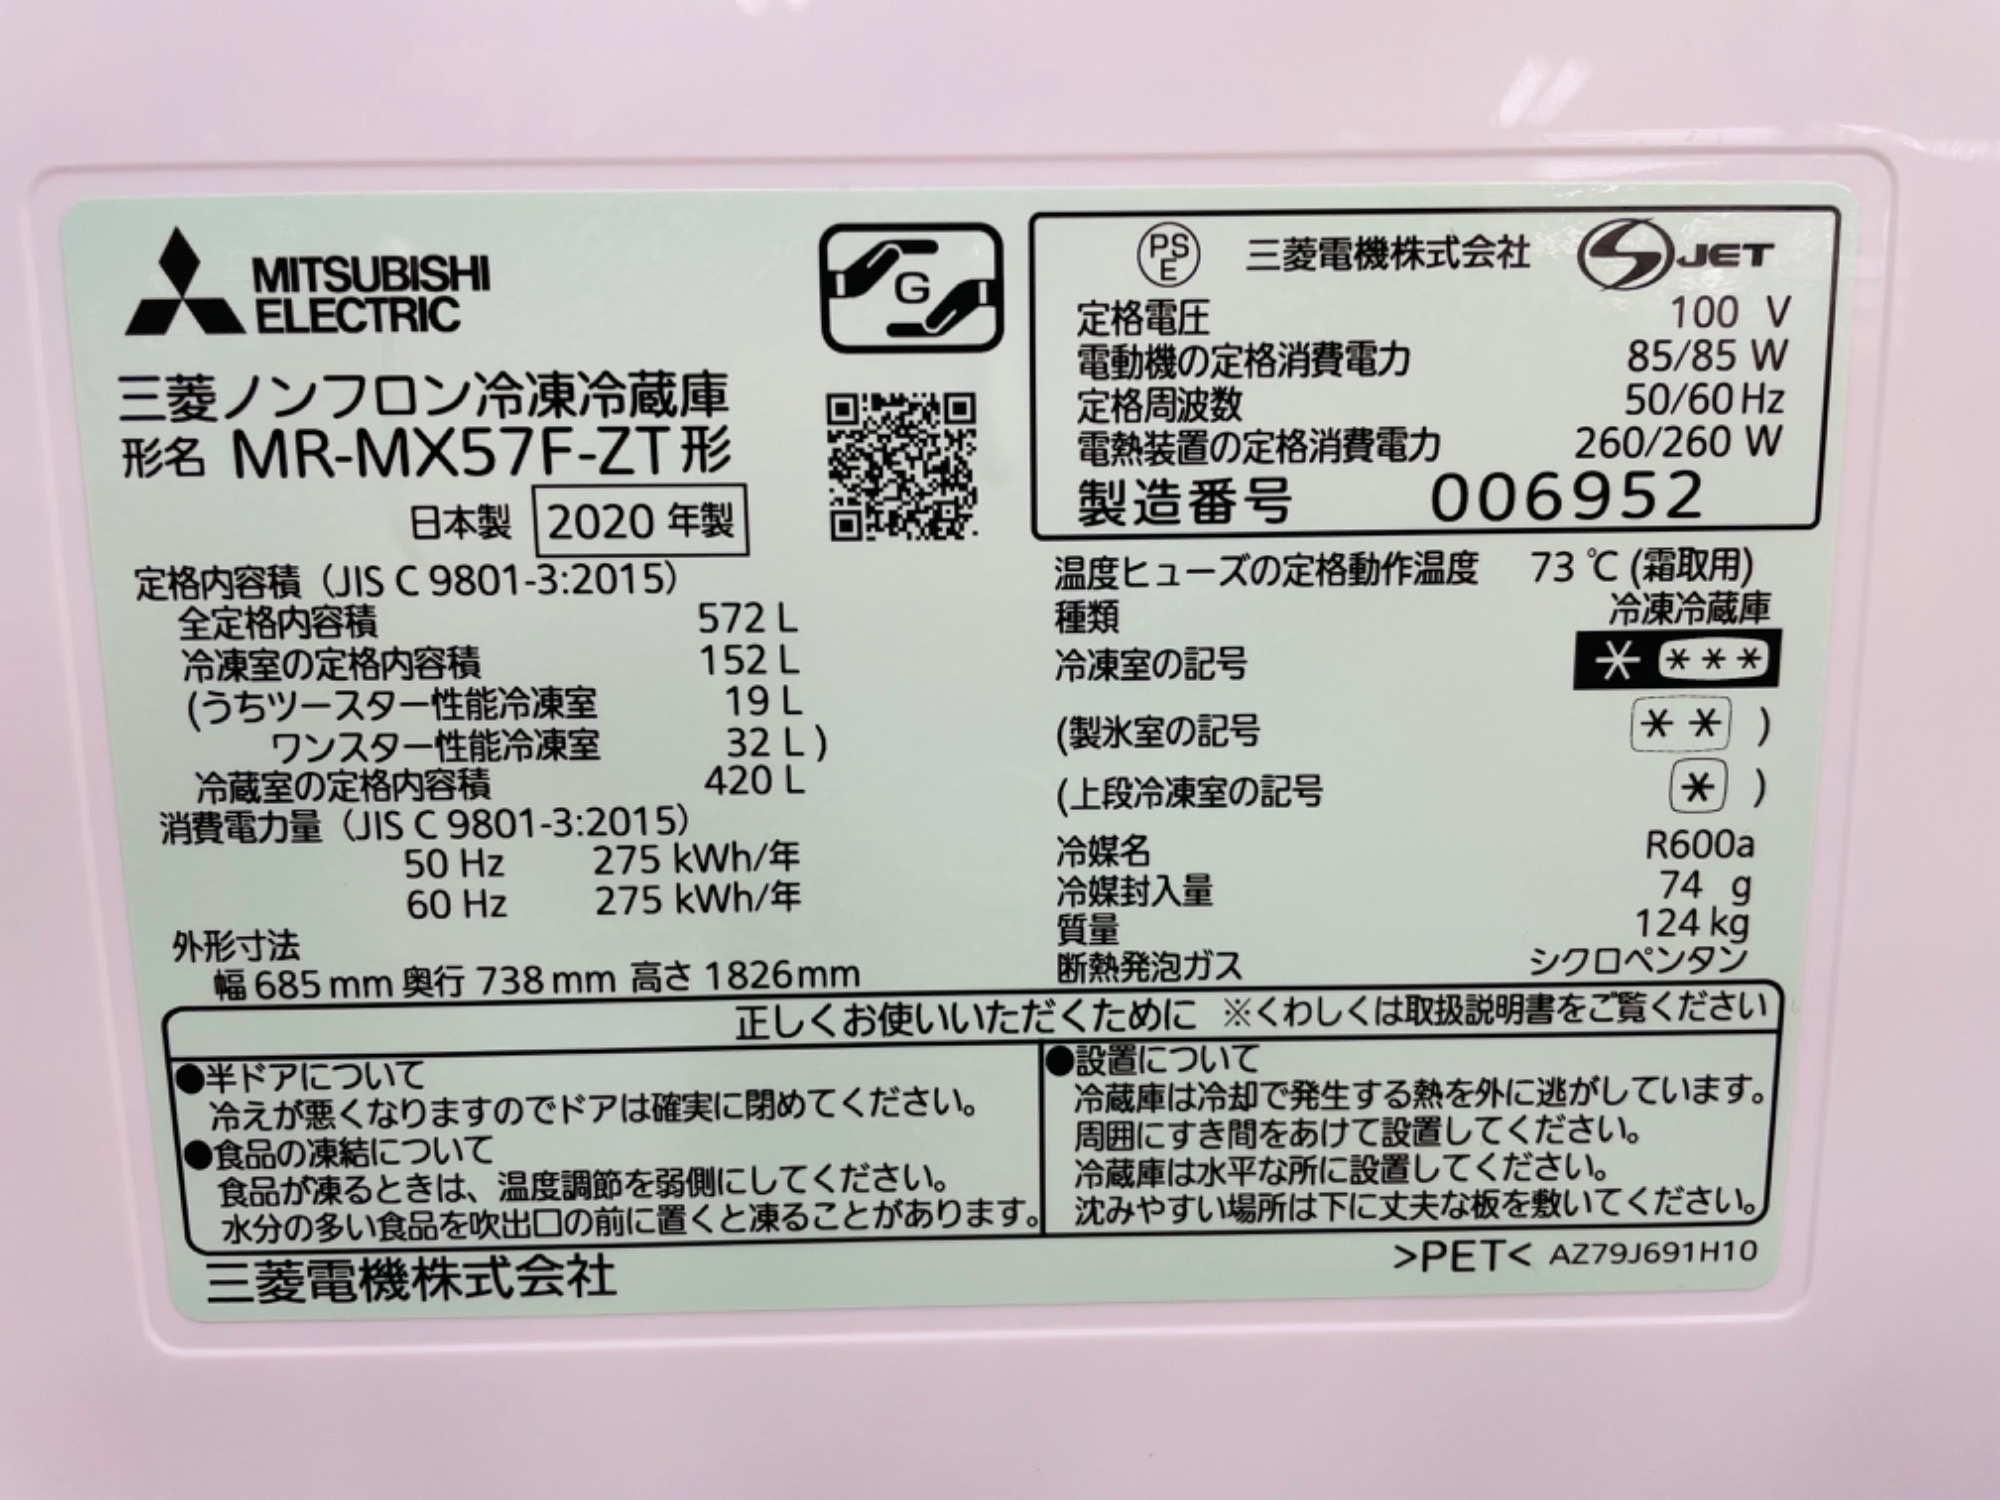 MITSUBISHI
ELECTRIC
G
三菱ノンフロン冷凍冷蔵庫
形名 MR-MX57F-ZT形
日本製 2020 年製
定格内容積（JIS C 9801-3:2015）
全定格内容積 572 L
冷凍室の定格内容積 152 L
(うちツースター性能冷凍室 19 L
ワンスター性能冷凍室 32 L )
冷蔵室の定格内容積 420 L
消費電力量（JIS C 9801-3:2015）
50 Hz 275 kWh/年
60 Hz 275 kWh/年
外形寸法
幅 685 mm 奥行 738 mm 高さ 1826mm
PS
E
三菱電機株式会社 JET
定格電圧 100 V
電動機の定格消費電力 85/85 W
定格周波数 50/60 Hz
電熱装置の定格消費電力 260/260 W
製造番号 006952
温度ヒューズの定格動作温度 73 ℃ (霜取用)
種類 冷凍冷蔵庫
冷凍室の記号 * ***
(製氷室の記号 ** )
(上段冷凍室の記号 * )
冷媒名 R600a
冷媒封入量 74 g
質量 124 kg
断熱発泡ガス シクロペンタン
正しくお使いいただくために ※くわしくは取扱説明書をご覧ください
●半ドアについて
冷えが悪くなりますのでドアは確実に閉めてください。
●食品の凍結について
食品が凍るときは、温度調節を弱側にしてください。
水分の多い食品を吹出口の前に置くと凍ることがあります。
●設置について
冷蔵庫は冷却で発生する熱を外に逃がしています。
周囲にすき間をあけて設置してください。
冷蔵庫は水平な所に設置してください。
沈みやすい場所は下に丈夫な板を敷いてください。
三菱電機株式会社
>PET< AZ79J691H10